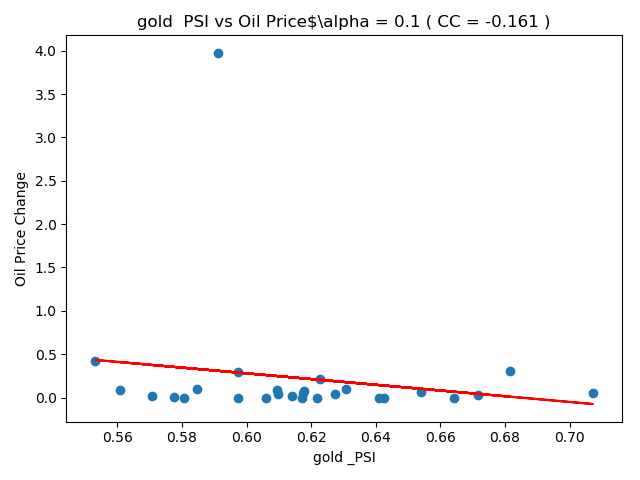 gold  PSI vs Oil Price$\alpha = 0.1 ( CC = -0.161 )
4.0
3.5
3.0
2.5
2.0
1.5
1.0
0.5
0.0
Oil Price Change
0.56 0.58 0.60 0.62 0.64 0.66 0.68 0.70
gold _PSI